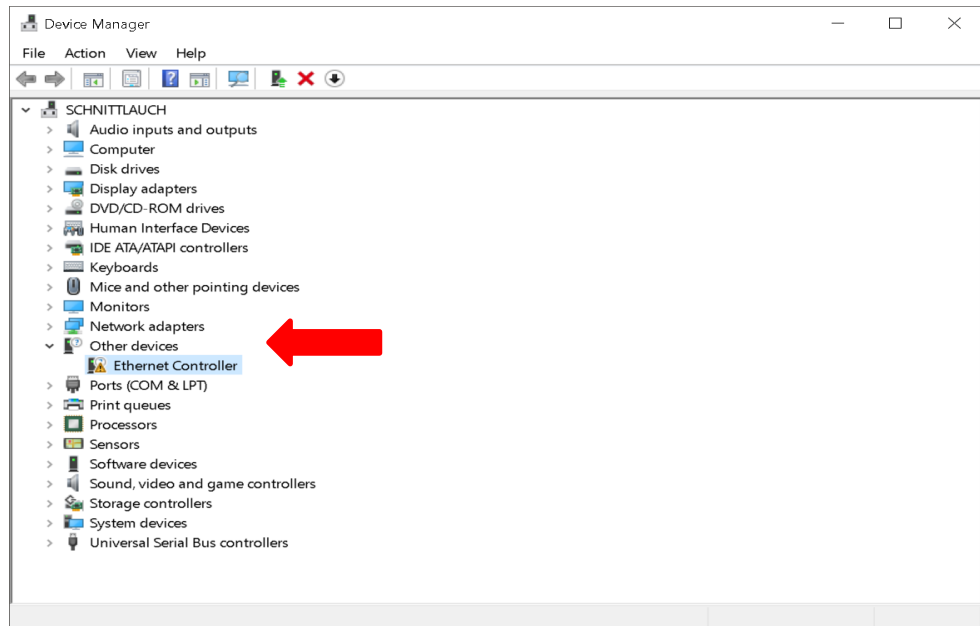 Device Manager
File Action View Help
SCHNITTLAUCH
Audio inputs and outputs
Computer
Disk drives
Display adapters
DVD/CD-ROM drives
Human Interface Devices
IDE ATA/ATAPI controllers
Keyboards
Mice and other pointing devices
Monitors
Network adapters
Other devices
Ethernet Controller
Ports (COM & LPT)
Print queues
Processors
Sensors
Software devices
Sound, video and game controllers
Storage controllers
System devices
Universal Serial Bus controllers